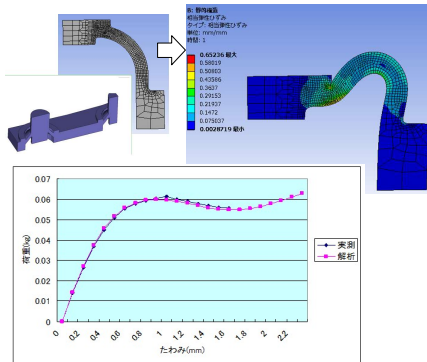 B: 静的構造
相当弾性ひずみ
タイプ: 相当弾性ひずみ
単位: mm/mm
時間: 1
0.65236 最大
0.58019
0.50803
0.43586
0.3637
0.29153
0.21937
0.1472
0.075037
0.0028719 最小
0.07
0.06
0.05
0.04
0.03
0.02
0.01
0
荷重(kg)
0
0.2
0.4
0.6
0.8
1
1.2
1.4
1.6
1.8
2
2.2
たわみ(mm)
実測
解析